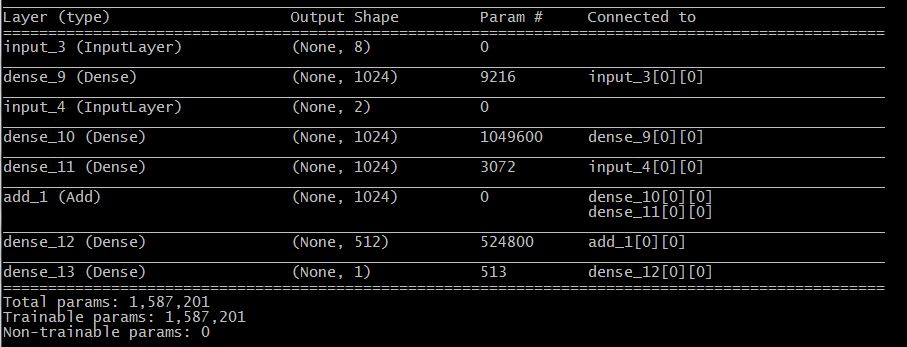 Layer (type) Output Shape Param # Connected to
==================================================================================================
input_3 (InputLayer) (None, 8) 0
dense_9 (Dense) (None, 1024) 9216 input_3[0][0]
input_4 (InputLayer) (None, 2) 0
dense_10 (Dense) (None, 1024) 1049600 dense_9[0][0]
dense_11 (Dense) (None, 1024) 3072 input_4[0][0]
add_1 (Add) (None, 1024) 0 dense_10[0][0]
dense_11[0][0]
dense_12 (Dense) (None, 512) 524800 add_1[0][0]
dense_13 (Dense) (None, 1) 513 dense_12[0][0]
==================================================================================================
Total params: 1,587,201
Trainable params: 1,587,201
Non-trainable params: 0